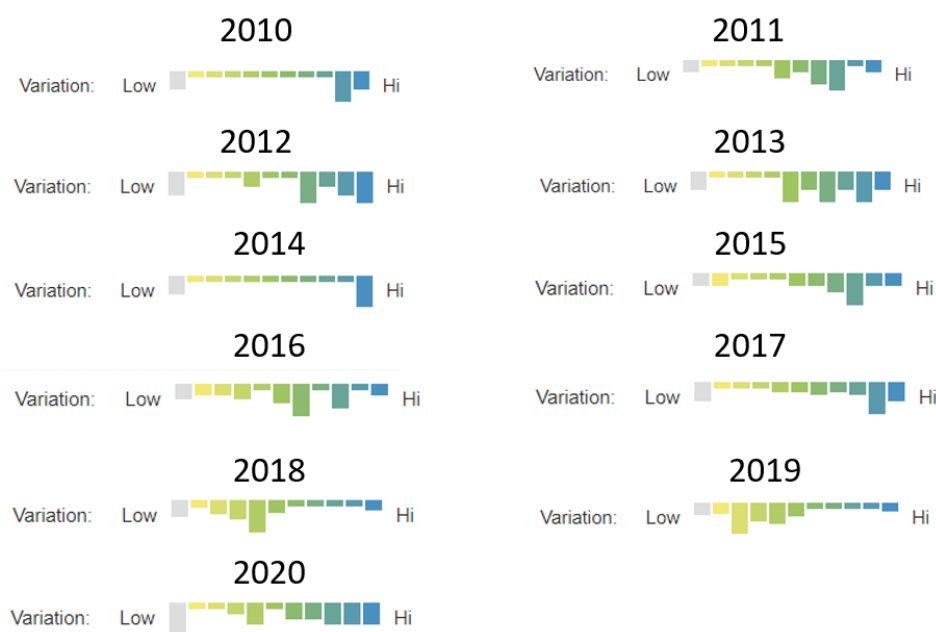 2010
Variation: Low Hi
2011
Variation: Low Hi
2012
Variation: Low Hi
2013
Variation: Low Hi
2014
Variation: Low Hi
2015
Variation: Low Hi
2016
Variation: Low Hi
2017
Variation: Low Hi
2018
Variation: Low Hi
2019
Variation: Low Hi
2020
Variation: Low Hi